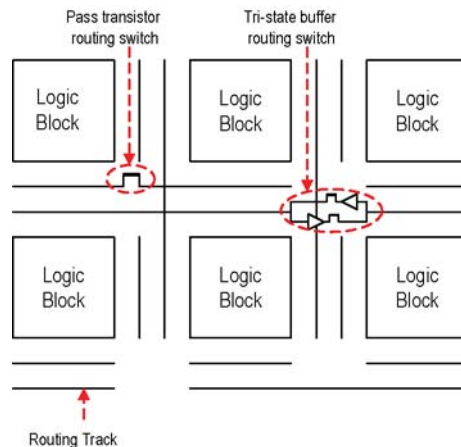 Pass transistor
routing switch
Tri-state buffer
routing switch
Logic
Block
Logic
Block
Logic
Block
Logic
Block
Logic
Block
Logic
Block
Routing Track